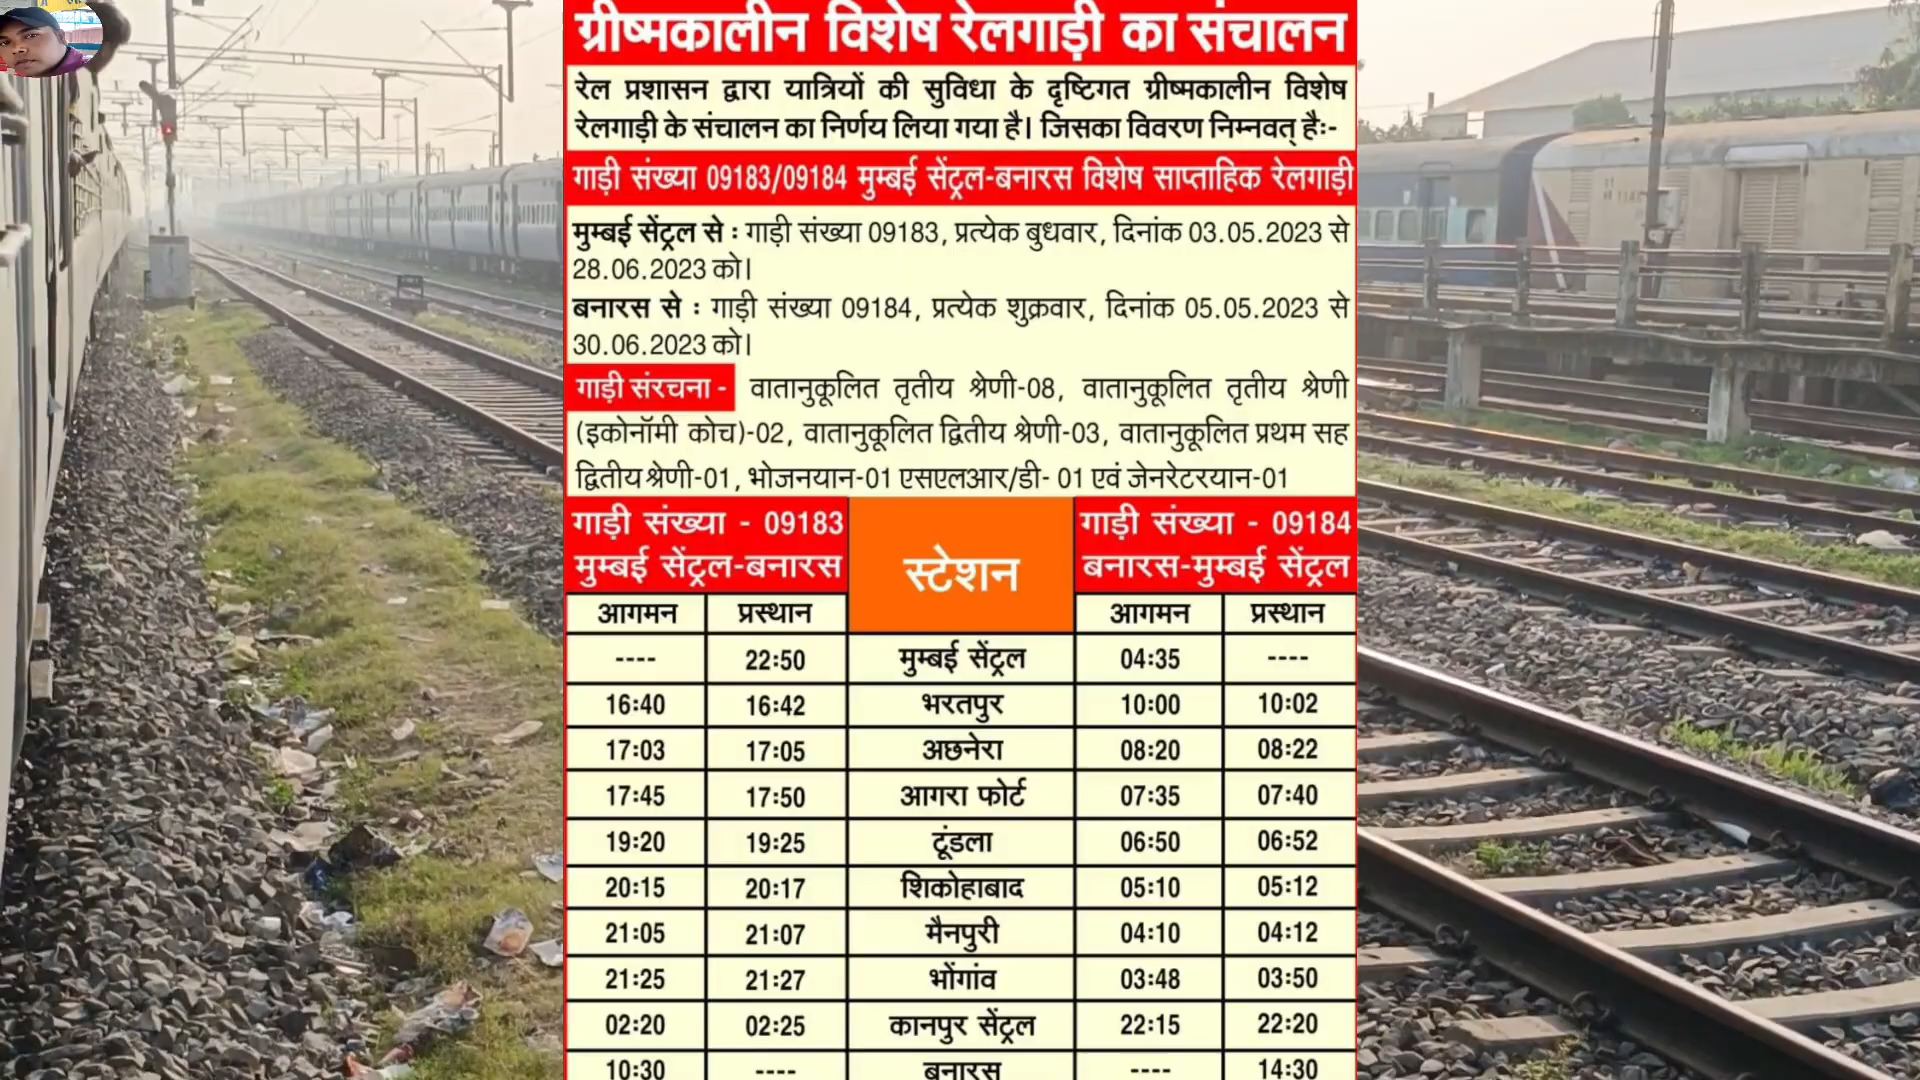 ग्रीष्मकालीन विशेष रेलगाड़ी का संचालन
रेल प्रशासन द्वारा यात्रियों की सुविधा के दृष्टिगत ग्रीष्मकालीन विशेष
रेलगाड़ी के संचालन का निर्णय लिया गया है। जिसका विवरण निम्नवत् हैः-
गाड़ी संख्या 09183/09184 मुम्बई सेंट्रल-बनारस विशेष साप्ताहिक रेलगाड़ी
मुम्बई सेंट्रल से : गाड़ी संख्या 09183, प्रत्येक बुधवार, दिनांक 03.05.2023 से
28.06.2023 को।
बनारस से : गाड़ी संख्या 09184, प्रत्येक शुक्रवार, दिनांक 05.05.2023 से
30.06.2023 को।
गाड़ी संरचना - वातानुकूलित तृतीय श्रेणी-08, वातानुकूलित तृतीय श्रेणी
(इकोनॉमी कोच)-02, वातानुकूलित द्वितीय श्रेणी-03, वातानुकूलित प्रथम सह
द्वितीय श्रेणी-01, भोजनयान-01 एसएलआर/डी- 01 एवं जेनरेटरयान-01
गाड़ी संख्या - 09183 स्टेशन गाड़ी संख्या - 09184
मुम्बई सेंट्रल-बनारस बनारस-मुम्बई सेंट्रल
आगमन प्रस्थान आगमन प्रस्थान
---- 22:50 मुम्बई सेंट्रल 04:35 ----
16:40 16:42 भरतपुर 10:00 10:02
17:03 17:05 अछनेरा 08:20 08:22
17:45 17:50 आगरा फोर्ट 07:35 07:40
19:20 19:25 टूंडला 06:50 06:52
20:15 20:17 शिकोहाबाद 05:10 05:12
21:05 21:07 मैनपुरी 04:10 04:12
21:25 21:27 भोंगांव 03:48 03:50
02:20 02:25 कानपुर सेंट्रल 22:15 22:20
10:30 ---- बनारस ---- 14:30